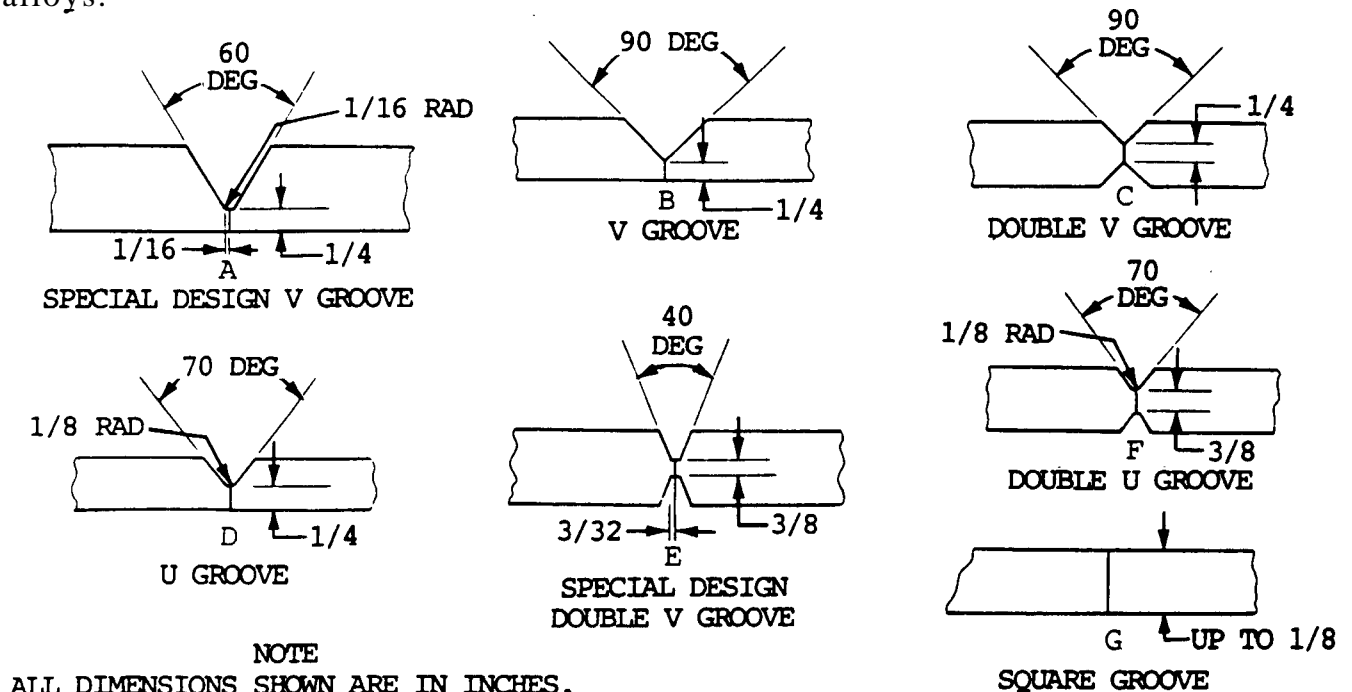 alloys.
60
DEG
1/16 RAD
1/16
1/4
A
SPECIAL DESIGN V GROOVE
90 DEG
B
1/4
V GROOVE
90
DEG
1/4
C
DOUBLE V GROOVE
70 DEG
1/8 RAD
D
1/4
U GROOVE
40
DEG
3/32
3/8
E
SPECIAL DESIGN
DOUBLE V GROOVE
70
DEG
1/8 RAD
F
3/8
DOUBLE U GROOVE
G
UP TO 1/8
SQUARE GROOVE
NOTE
ALL DIMENSIONS SHOWN ARE IN INCHES.